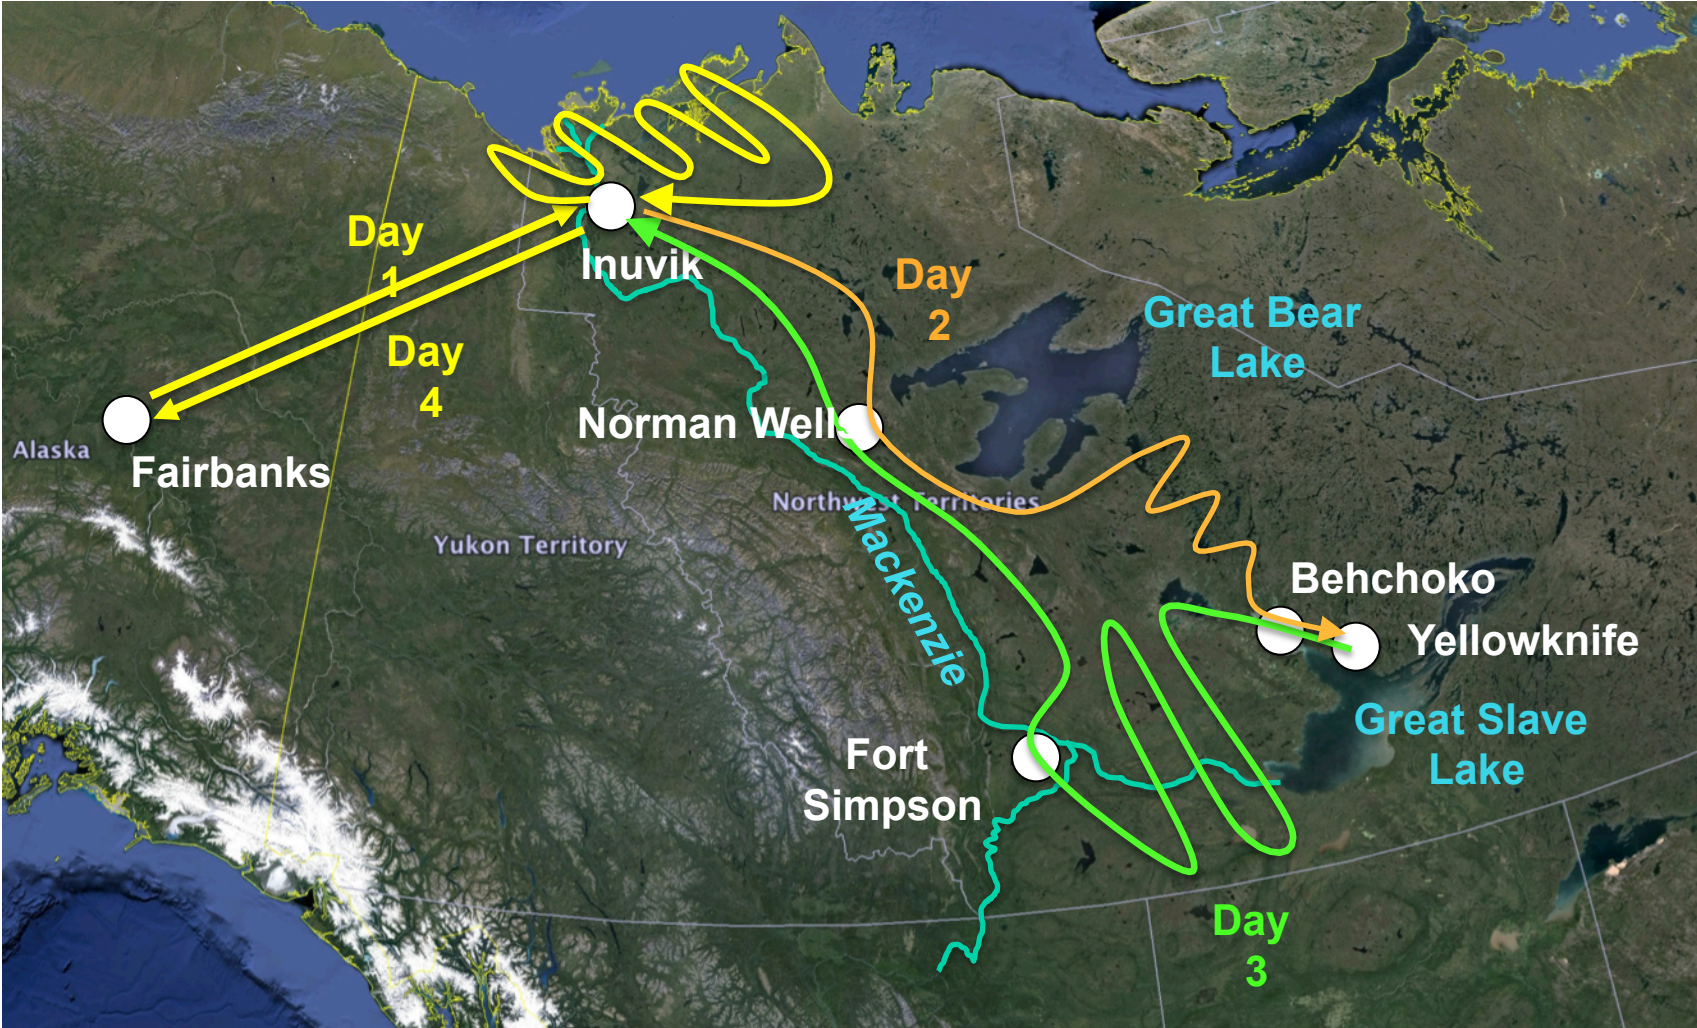 Day
1
Inuvik
Day
2
Great Bear
Lake
Day
4
Norman Wells
Alaska
Fairbanks
Northwest Territories
Yukon Territory
Mackenzie
Behchoko
Yellowknife
Great Slave
Lake
Fort
Simpson
Day
3